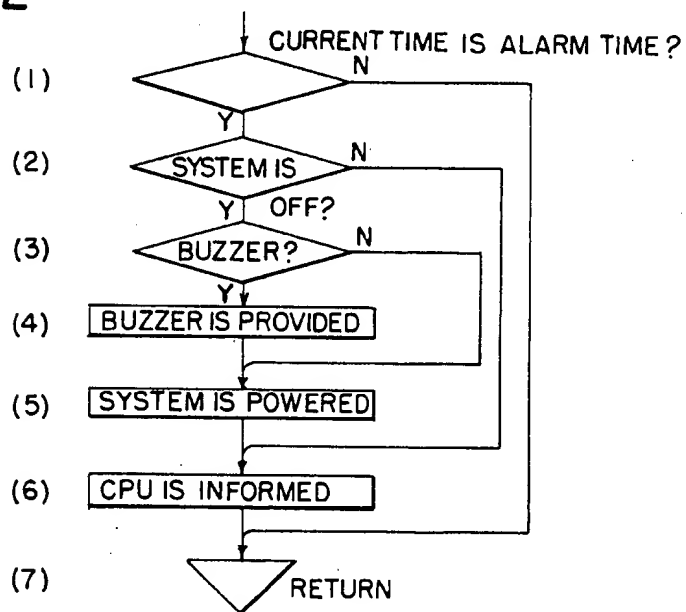 CURRENT TIME IS ALARM TIME?
(1) N
Y
(2) SYSTEM IS N
Y OFF?
(3) BUZZER? N
Y
(4) BUZZER IS PROVIDED
(5) SYSTEM IS POWERED
(6) CPU IS INFORMED
(7) RETURN